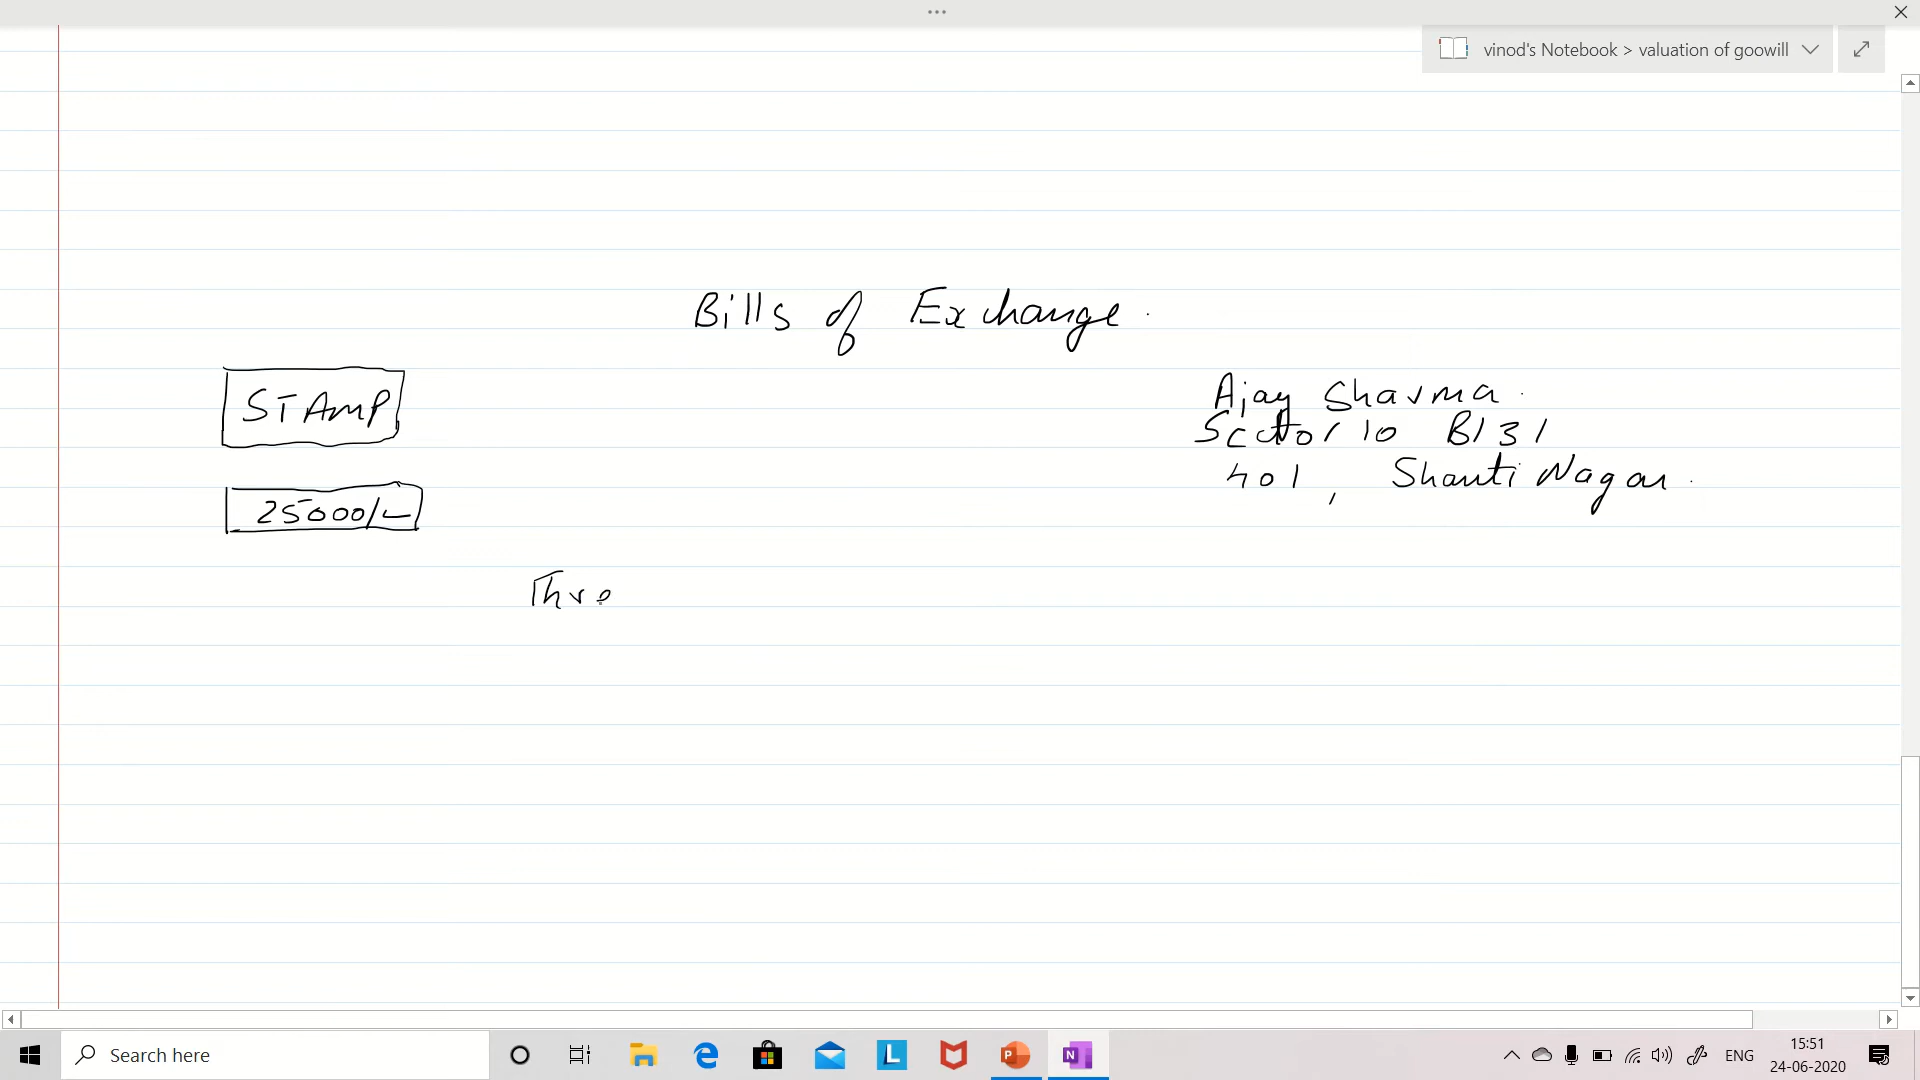 vinod's Notebook > valuation of goowill
Bills of Exchange.
STAMP
Ajay Sharma.
Sector 10 B131
401, Shanti Nagar.
25000/-
Thre
Search here
ENG
15:51
24-06-2020